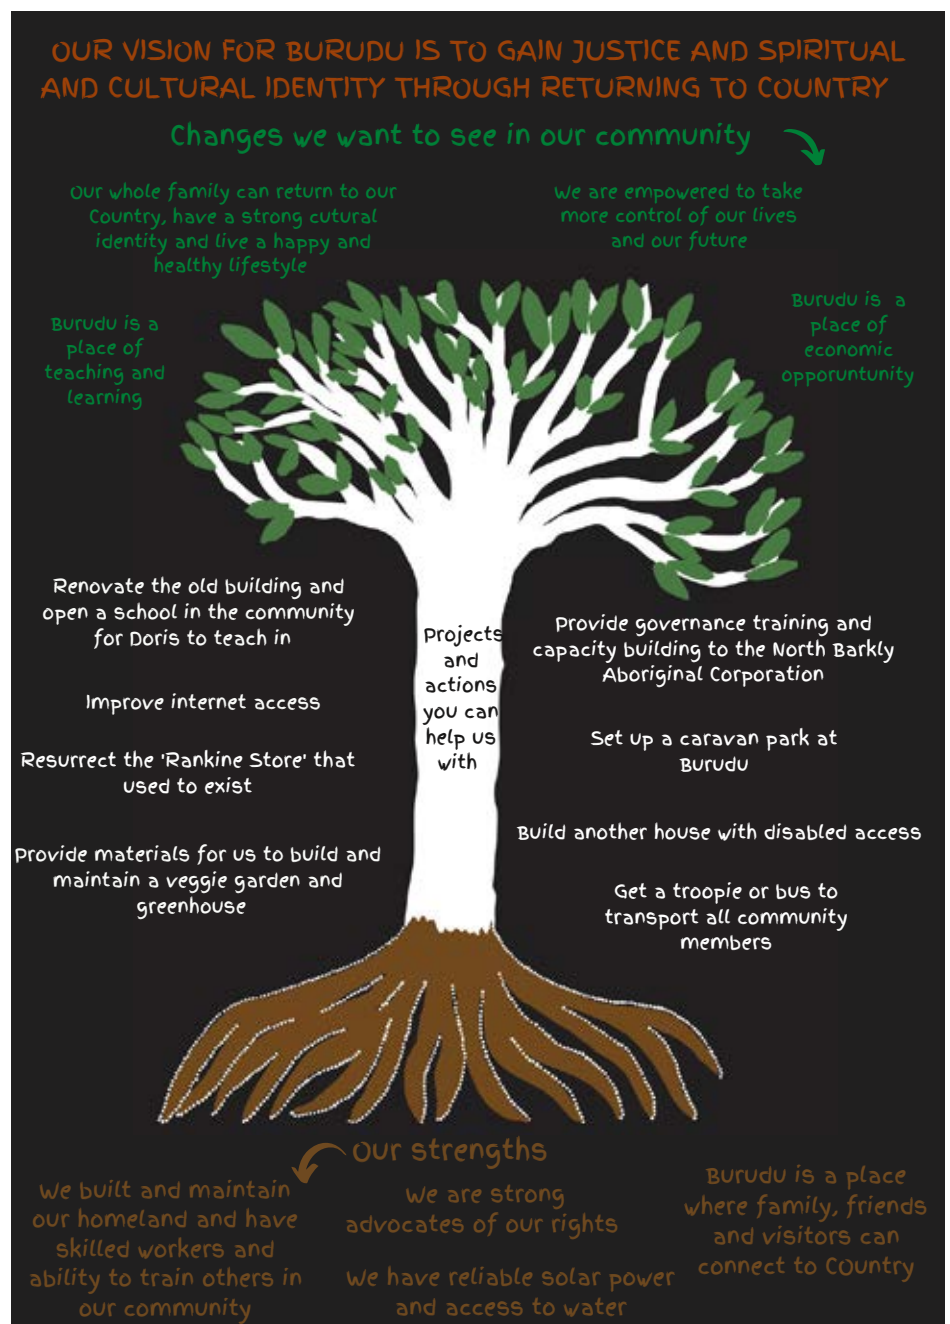 OUR VISION FOR BURUDU IS TO GAIN JUSTICE AND SPIRITUAL
AND CULTURAL IDENTITY THROUGH RETURNING TO COUNTRY
Changes we want to see in our community
Our whole family can return to our
Country, have a strong cutural
identity and live a happy and
healthy lifestyle
We are empowered to take
more control of our lives
and our future
Burudu is a
place of
teaching and
learning
Burudu is a
place of
economic
opporuntunity
Renovate the old building and
open a school in the community
for Doris to teach in
Improve internet access
Resurrect the 'Rankine Store' that
used to exist
Provide materials for us to build and
maintain a veggie garden and
greenhouse
Projects
and
actions
you can
help us
with
Provide governance training and
capacity building to the North Barkly
Aboriginal Corporation
Set up a caravan park at
Burudu
Build another house with disabled access
Get a troopie or bus to
transport all community
members
Our strengths
We built and maintain
our homeland and have
skilled workers and
ability to train others in
our community
We are strong
advocates of our rights
We have reliable solar power
and access to water
Burudu is a place
where family, friends
and visitors can
connect to Country